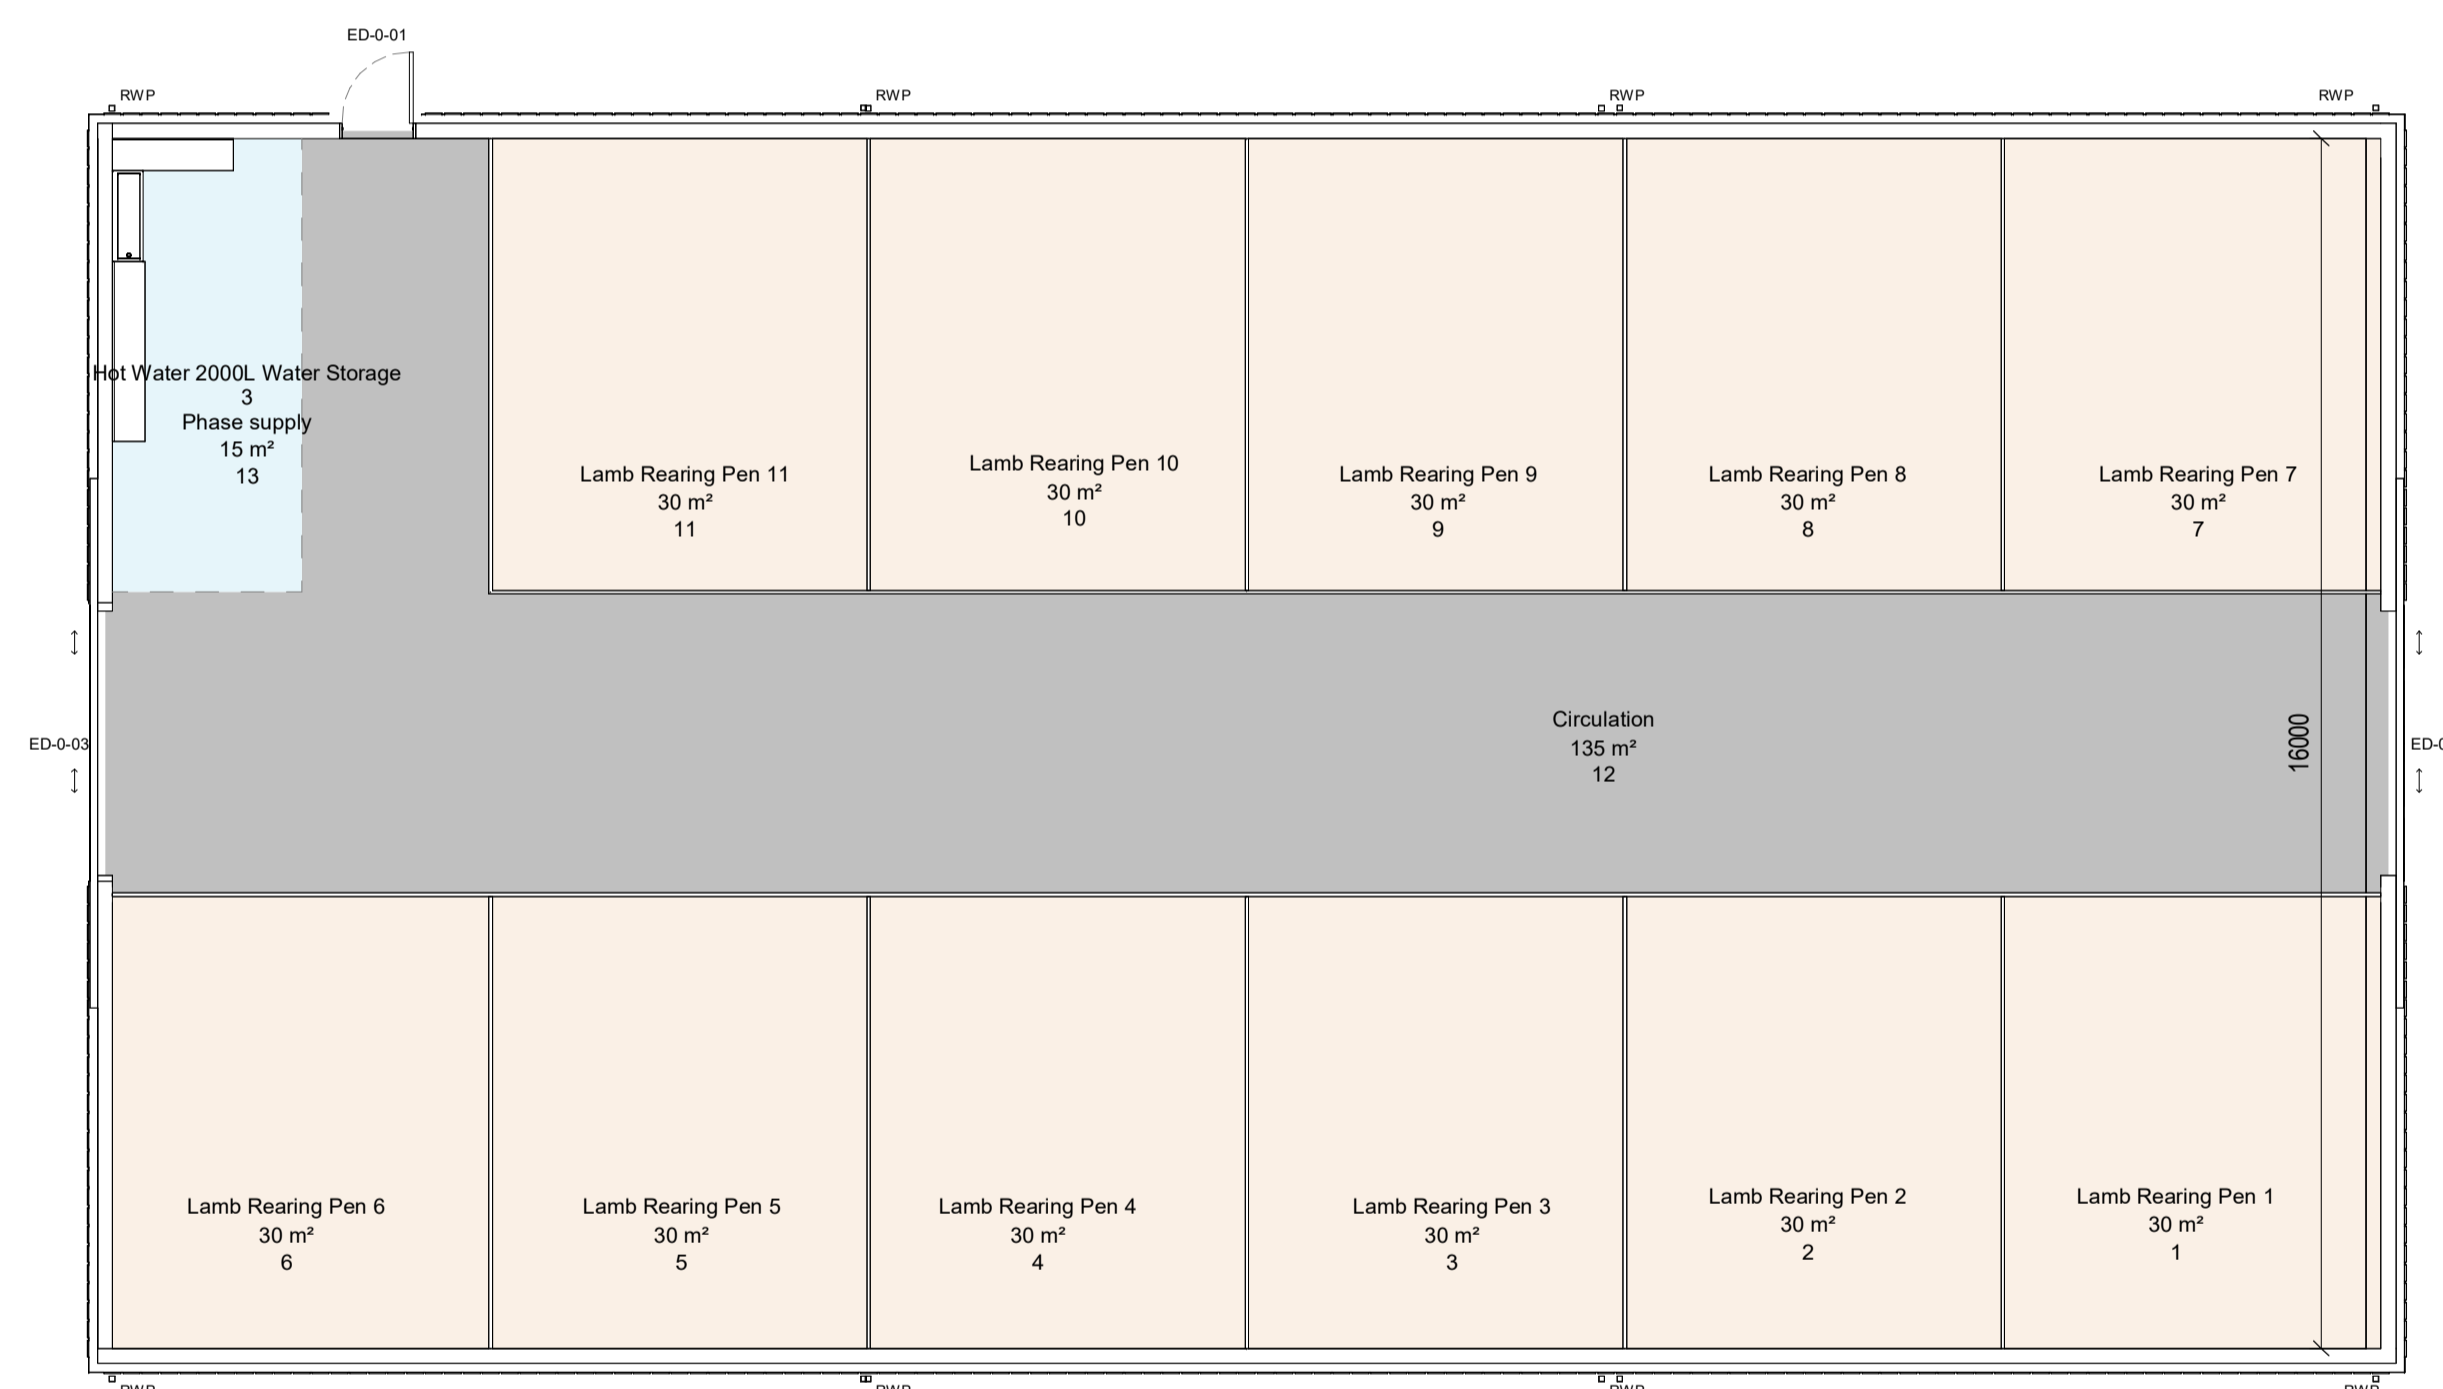 ED-0-01
RWP
RWP
RWP
RWP
Hot Water 2000L Water Storage
3
Phase supply
15 m²
13
Lamb Rearing Pen 11
30 m²
11
Lamb Rearing Pen 10
30 m²
10
Lamb Rearing Pen 9
30 m²
9
Lamb Rearing Pen 8
30 m²
8
Lamb Rearing Pen 7
30 m²
7
ED-0-03
Circulation
135 m²
12
16000
Lamb Rearing Pen 6
30 m²
6
Lamb Rearing Pen 5
30 m²
5
Lamb Rearing Pen 4
30 m²
4
Lamb Rearing Pen 3
30 m²
3
Lamb Rearing Pen 2
30 m²
2
Lamb Rearing Pen 1
30 m²
1